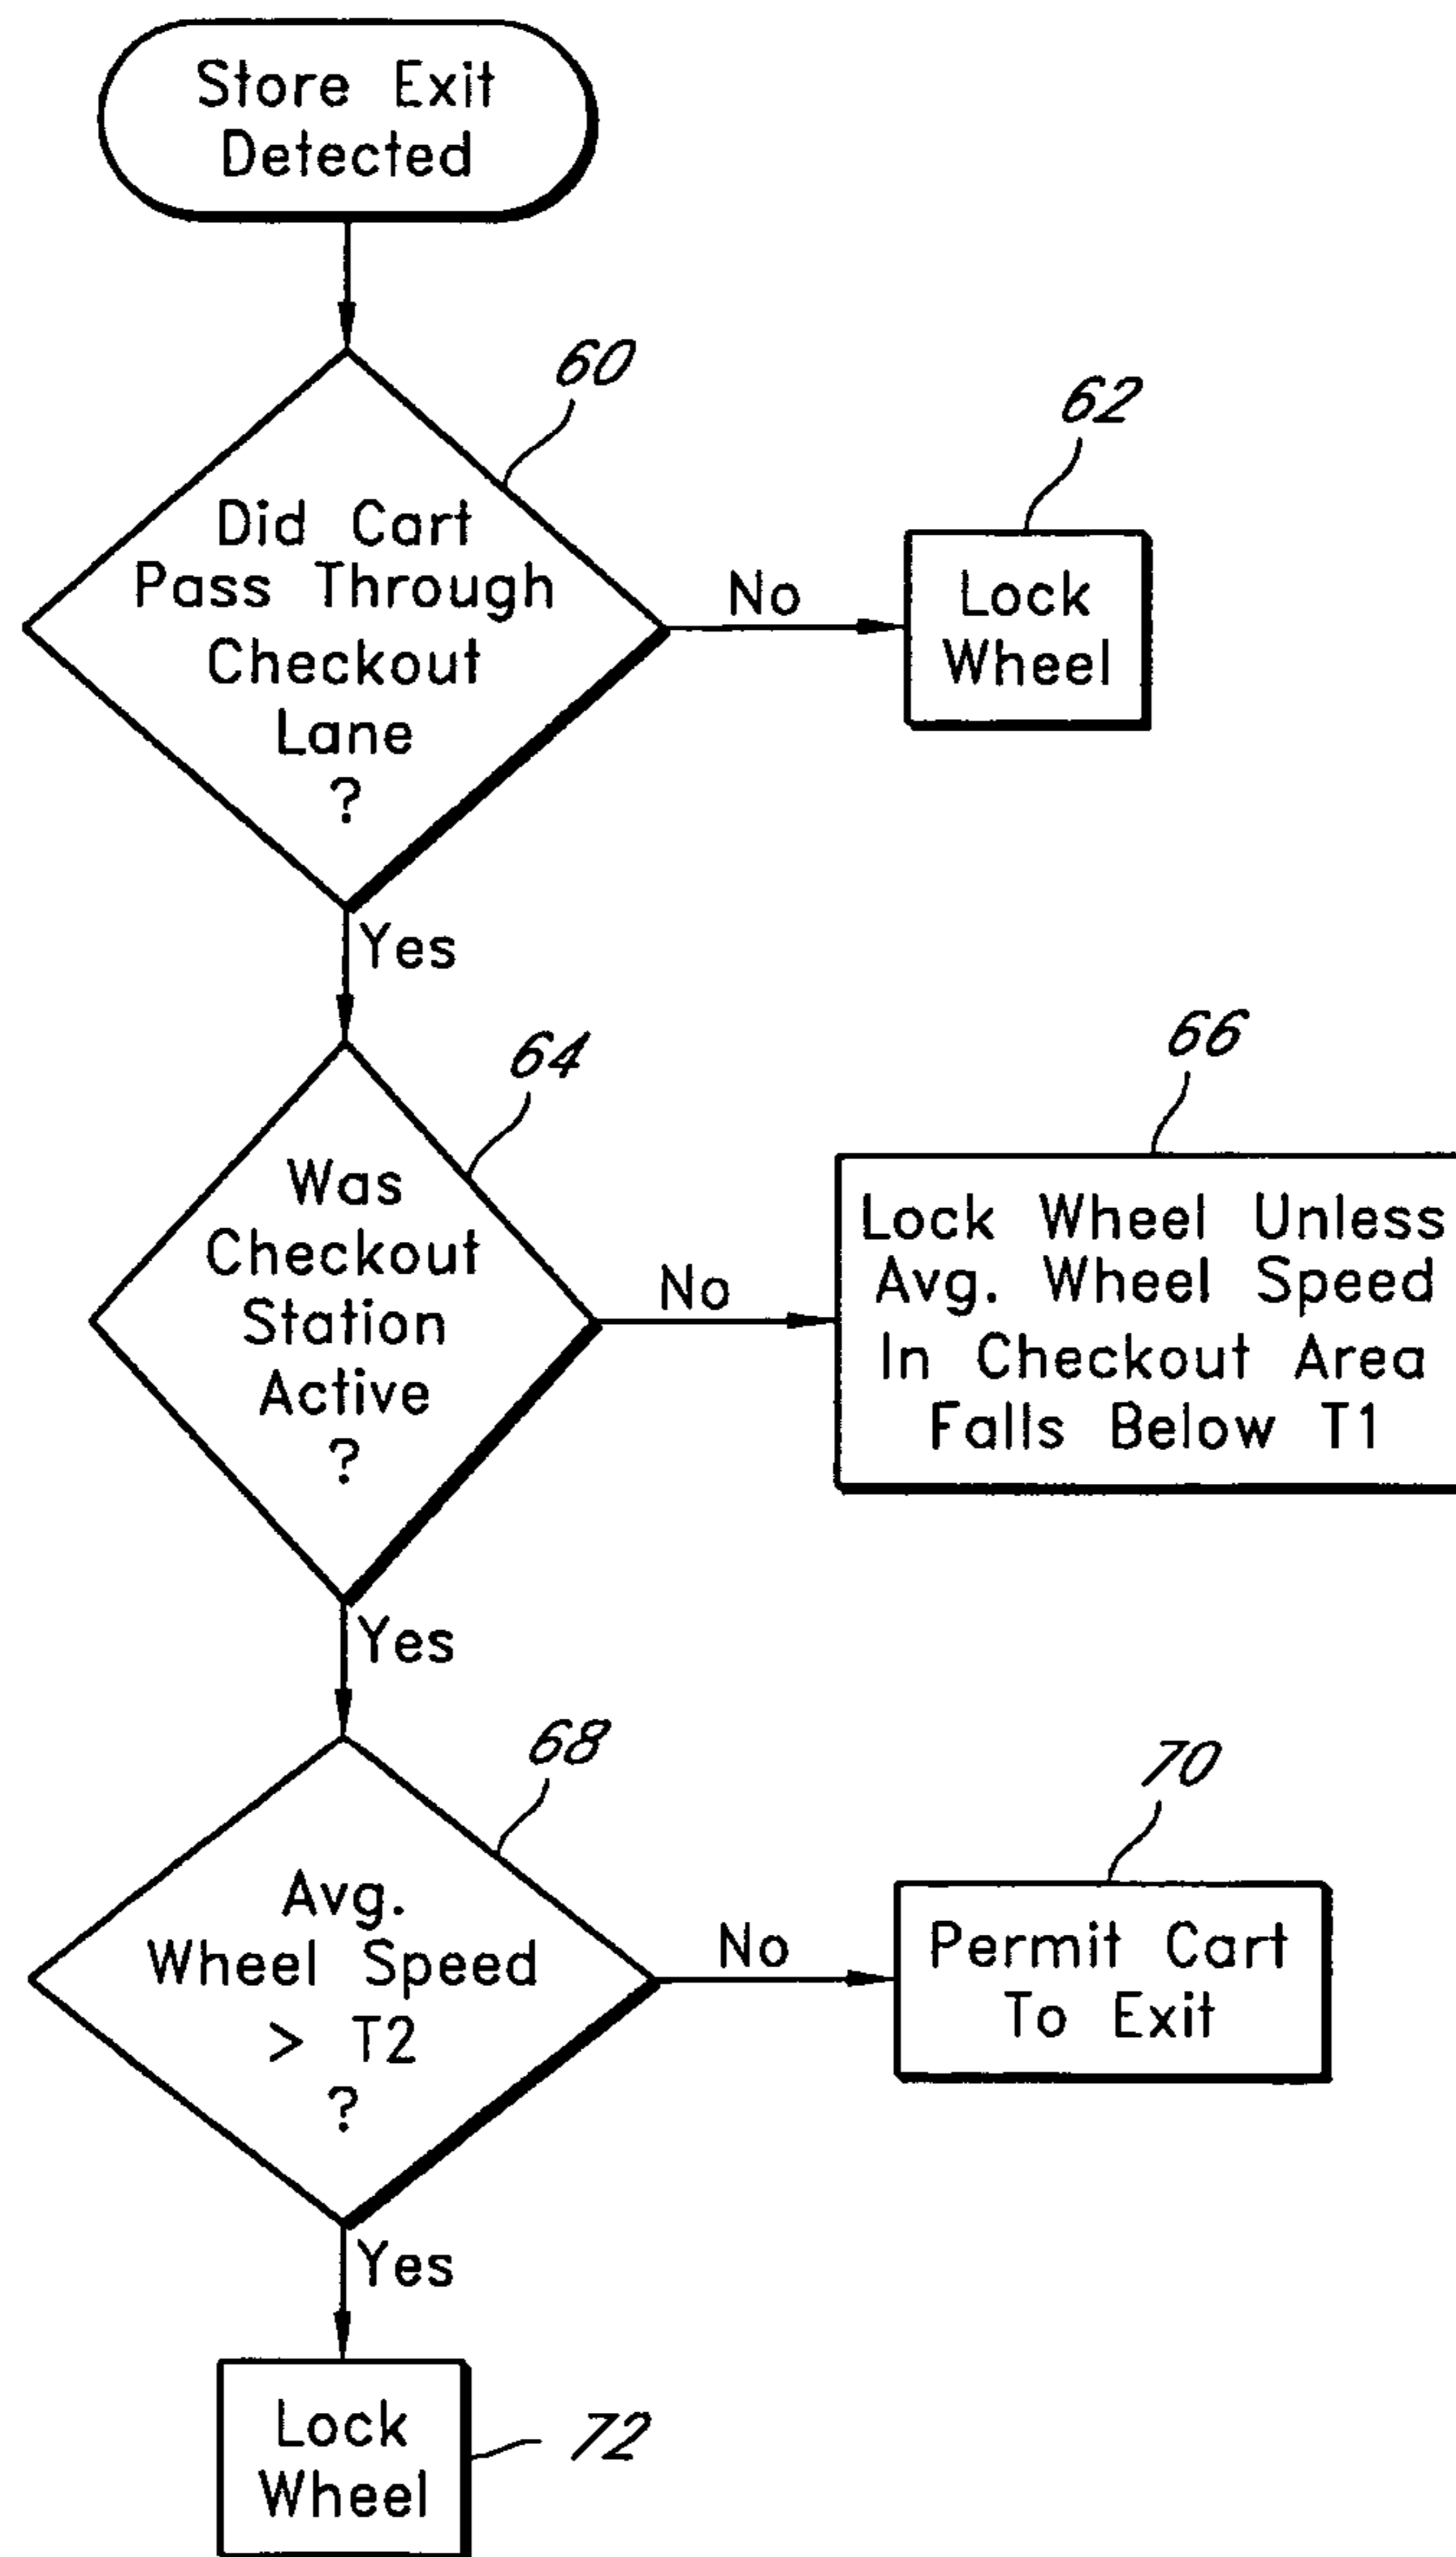 Store Exit
Detected
60
Did Cart
Pass Through
Checkout
Lane
?
No
62
Lock
Wheel
Yes
64
Was
Checkout
Station
Active
?
No
66
Lock Wheel Unless
Avg. Wheel Speed
In Checkout Area
Falls Below T1
Yes
68
Avg.
Wheel Speed
> T2
?
No
70
Permit Cart
To Exit
Yes
Lock
Wheel
72